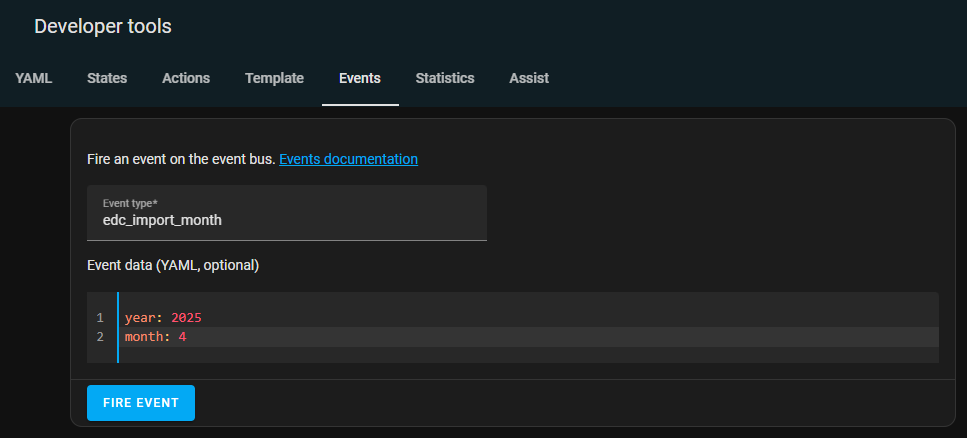 Developer tools
YAML States Actions Template Events Statistics Assist
Fire an event on the event bus. Events documentation
Event type*
edc_import_month
Event data (YAML, optional)
1 year: 2025
2 month: 4
FIRE EVENT